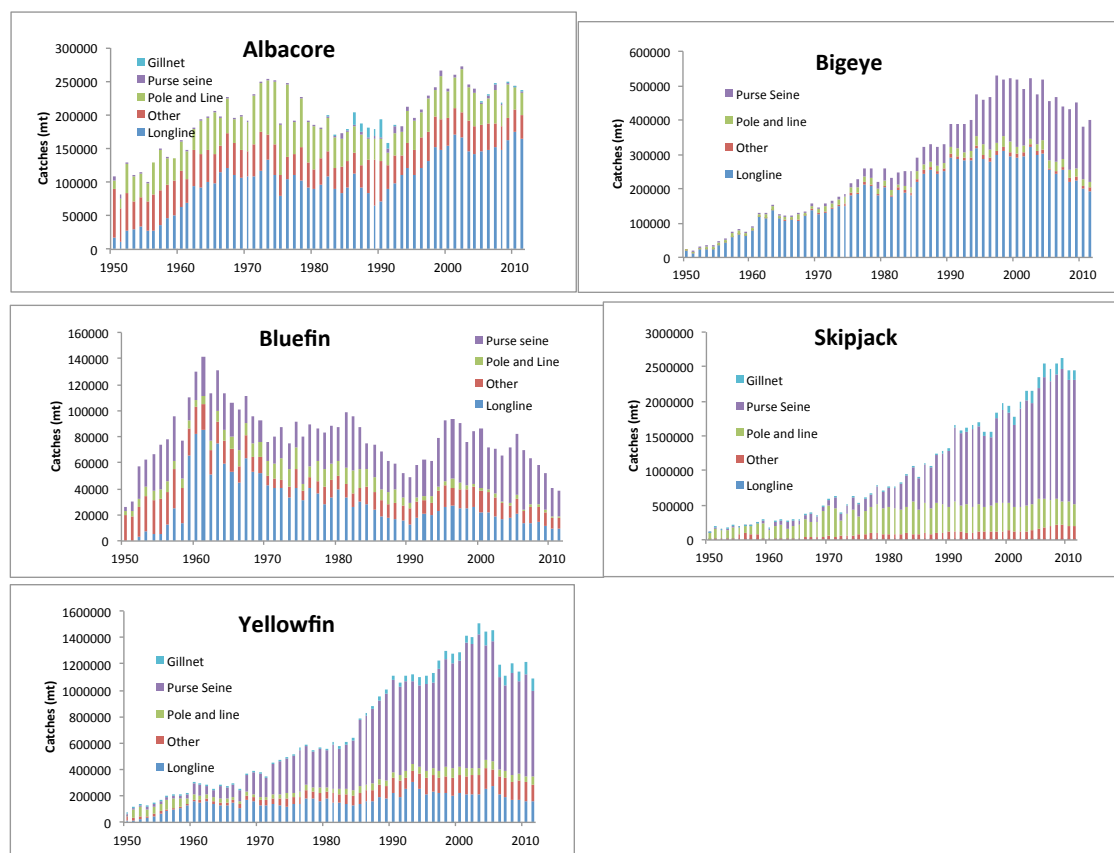 Albacore
Gillnet
Purse seine
Pole and Line
Other
Longline
Catches (mt)
300000
250000
200000
150000
100000
50000
0
1950 1960 1970 1980 1990 2000 2010
Bigeye
Purse Seine
Pole and line
Other
Longline
Catches (mt)
600000
500000
400000
300000
200000
100000
0
1950 1960 1970 1980 1990 2000 2010
Bluefin
Purse seine
Pole and Line
Other
Longline
Catches (mt)
160000
140000
120000
100000
80000
60000
40000
20000
0
1950 1960 1970 1980 1990 2000 2010
Skipjack
Gillnet
Purse Seine
Pole and line
Other
Longline
Catches (mt)
3000000
2500000
2000000
1500000
1000000
500000
0
1950 1960 1970 1980 1990 2000 2010
Yellowfin
Gillnet
Purse Seine
Pole and line
Other
Longline
Catches (mt)
1600000
1400000
1200000
1000000
800000
600000
400000
200000
0
1950 1960 1970 1980 1990 2000 2010